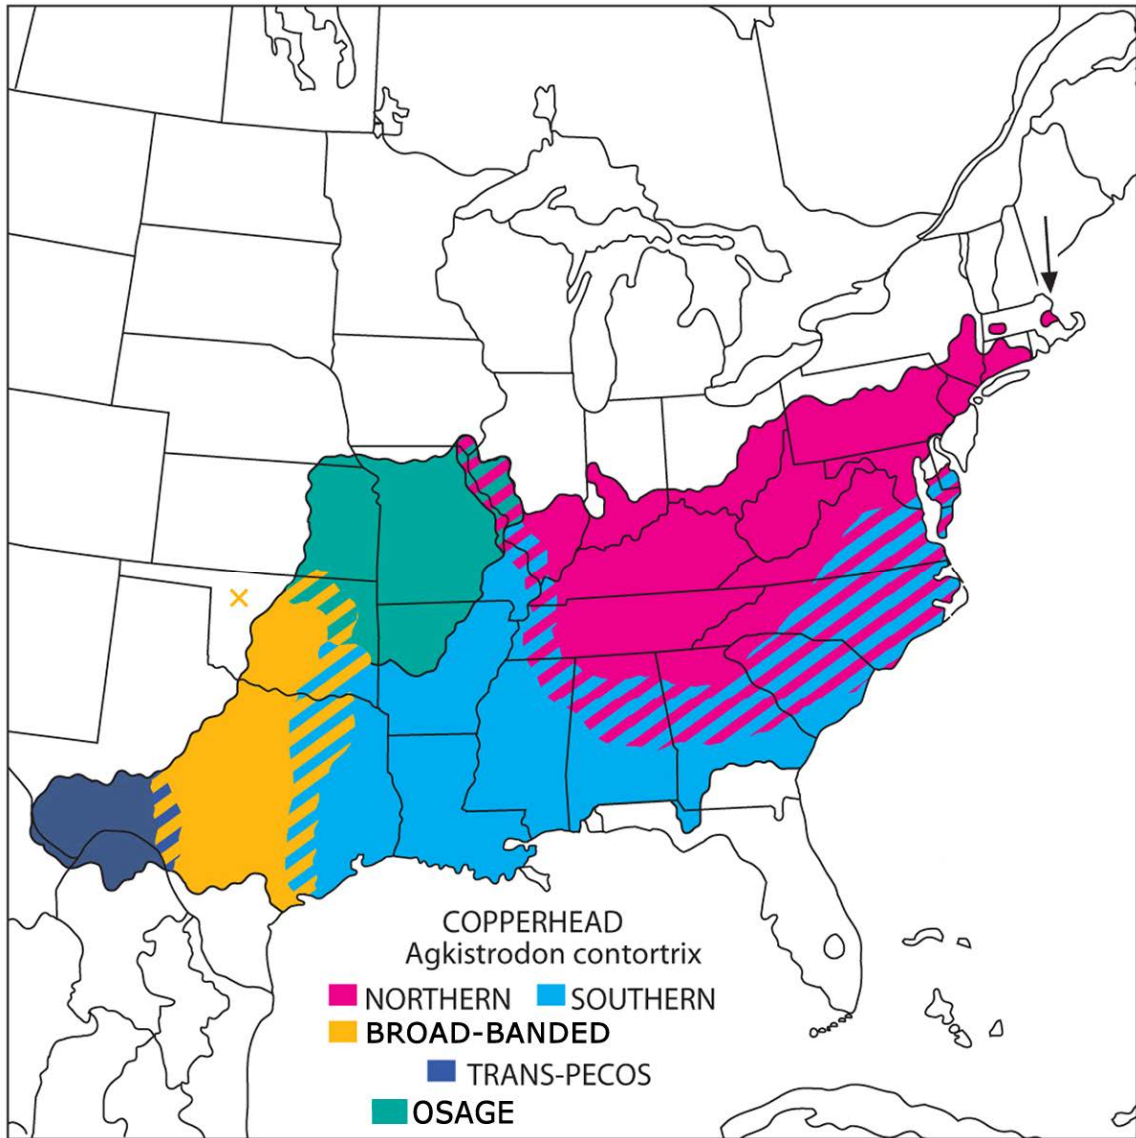 COPPERHEAD
Agkistrodon contortrix
NORTHERN SOUTHERN
BROAD-BANDED
TRANS-PECOS
OSAGE